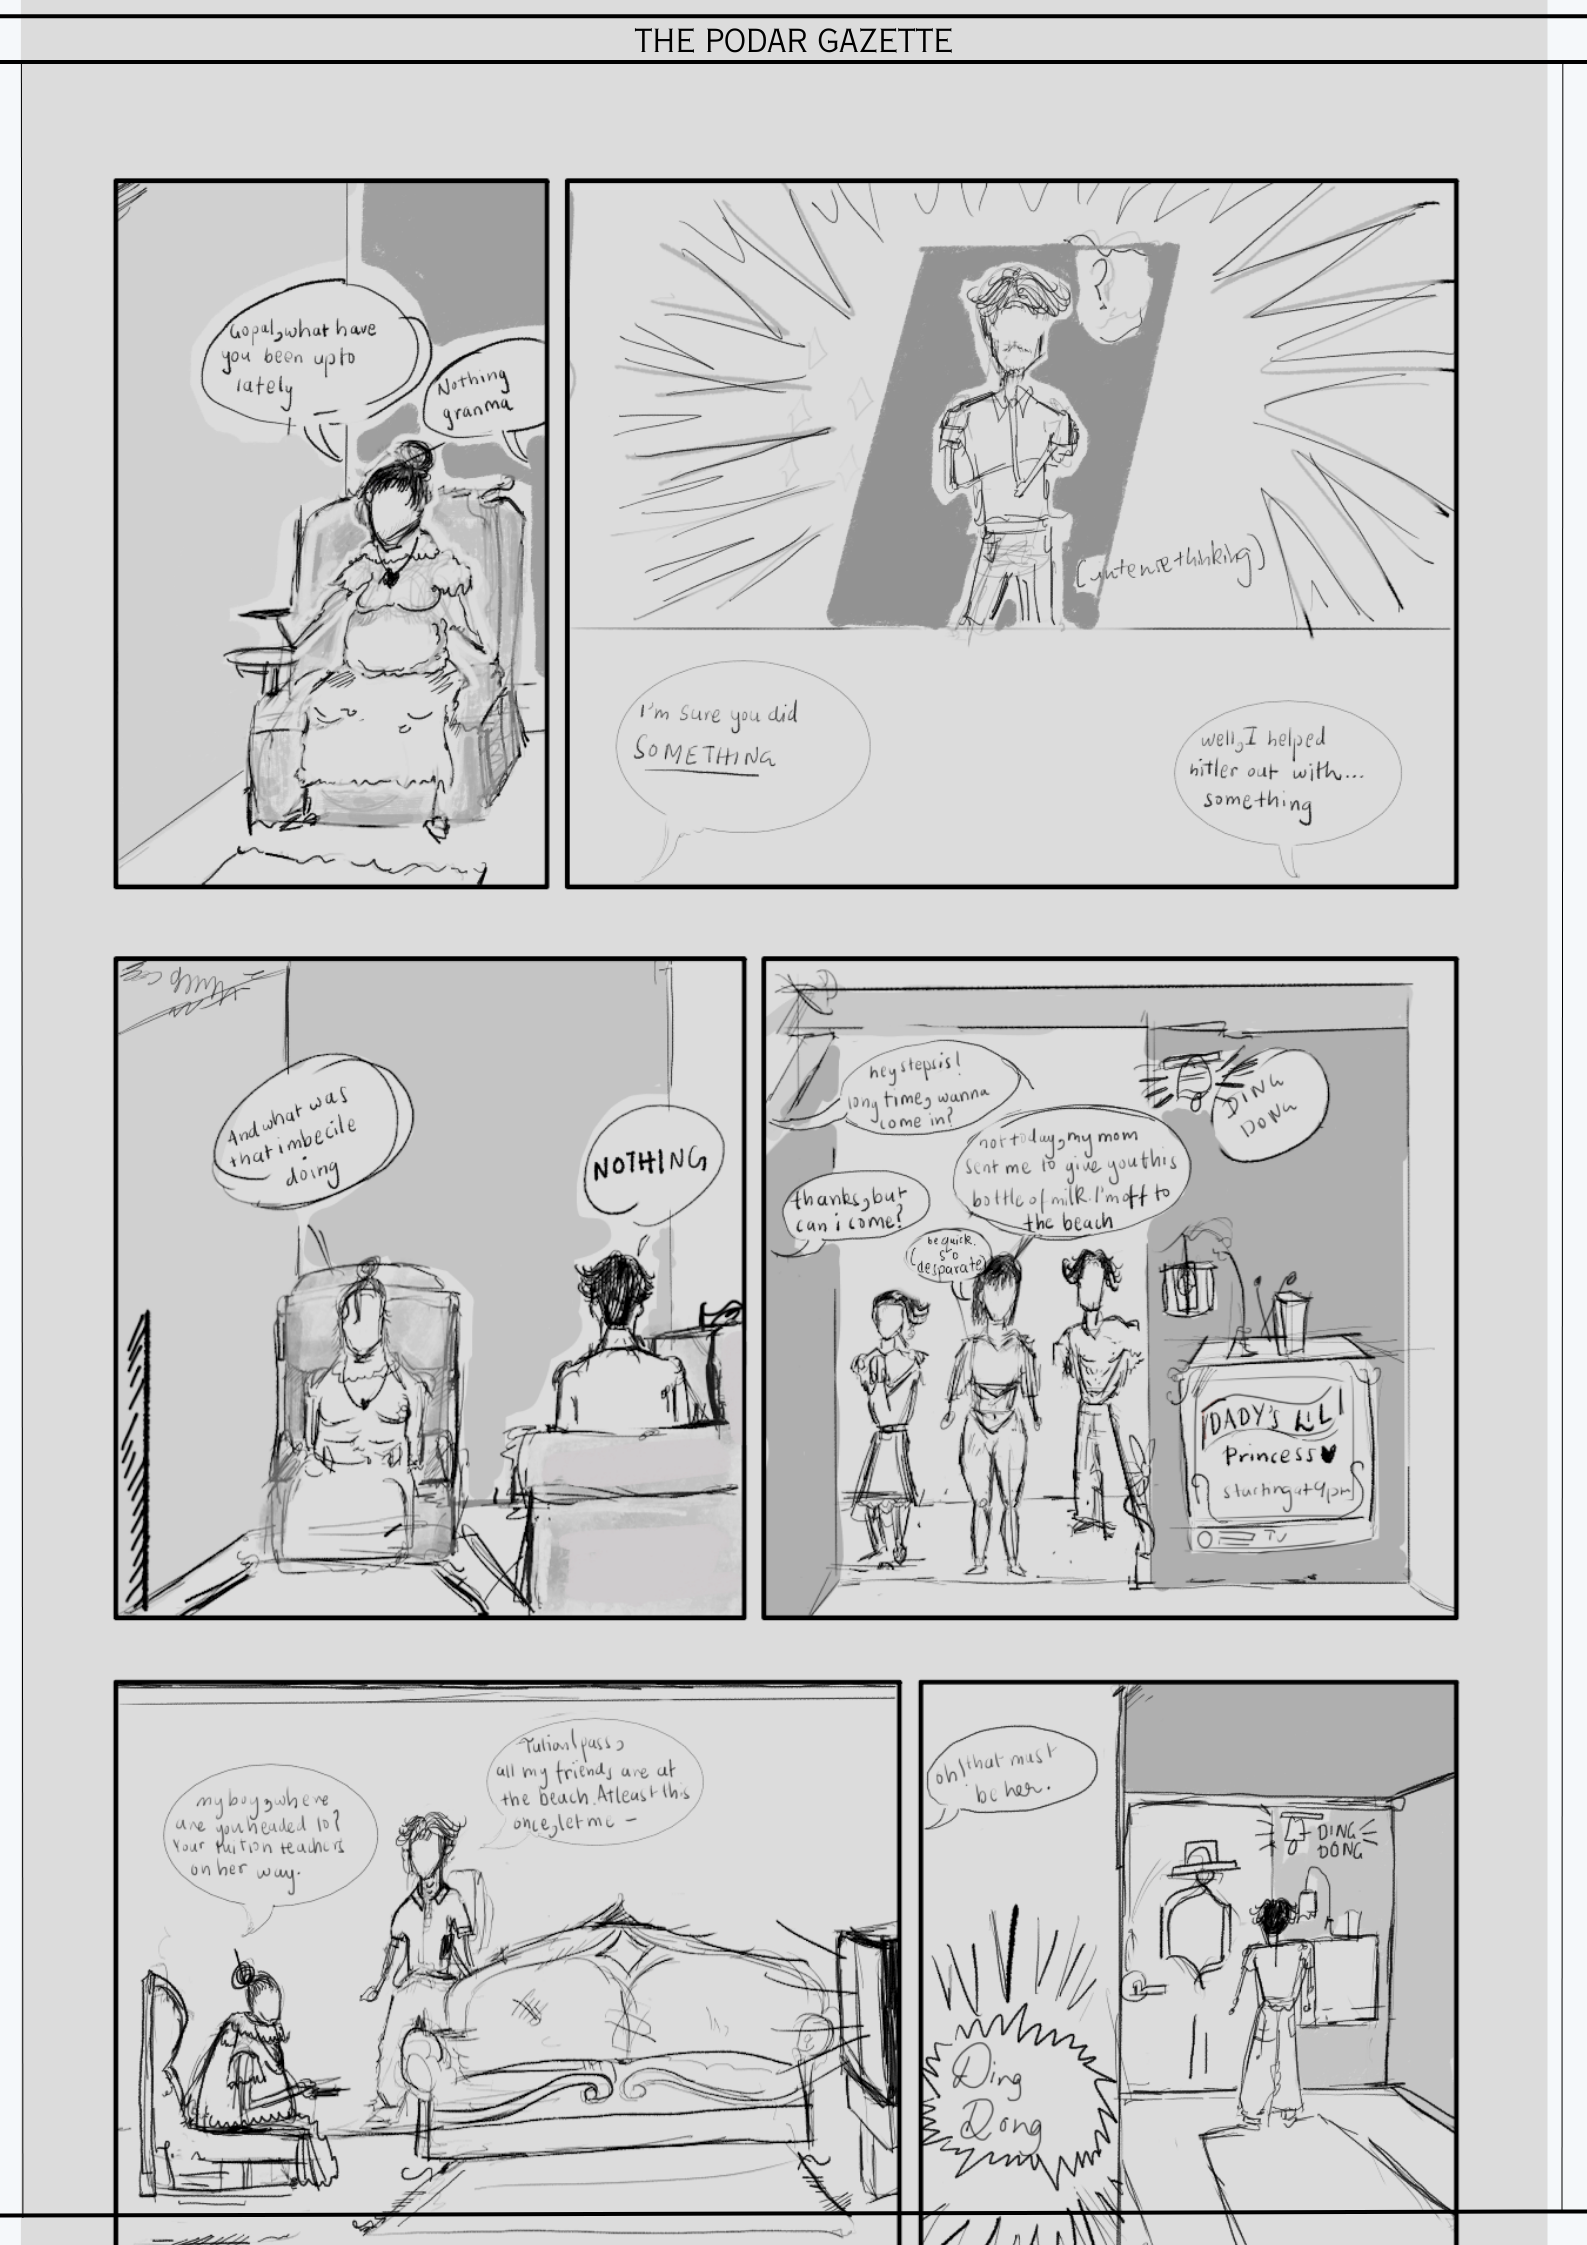 THE PODAR GAZETTE
Gopal, what have
you been upto
lately
Nothing
granma
?
(intense thinking)
I'm sure you did
SOMETHING
well, I helped
hitler out with...
something
And what was
that imbecile
doing
NOTHING
hey stepsis!
long time, wanna
come in?
DING
DONG
not today, my mom
sent me to give you this
bottle of milk. I'm off to
the beach
thanks, but
can i come?
(be quick.
so
desparate)
DADY'S LIL
Princess
starting at 9pm
TV
my boy, where
are you headed to?
Your tuition teachers
on her way.
Tution! pass,
all my friends are at
the beach. Atleast this
once, let me –
oh! that must
be her.
DING
DONG
Ding
Dong